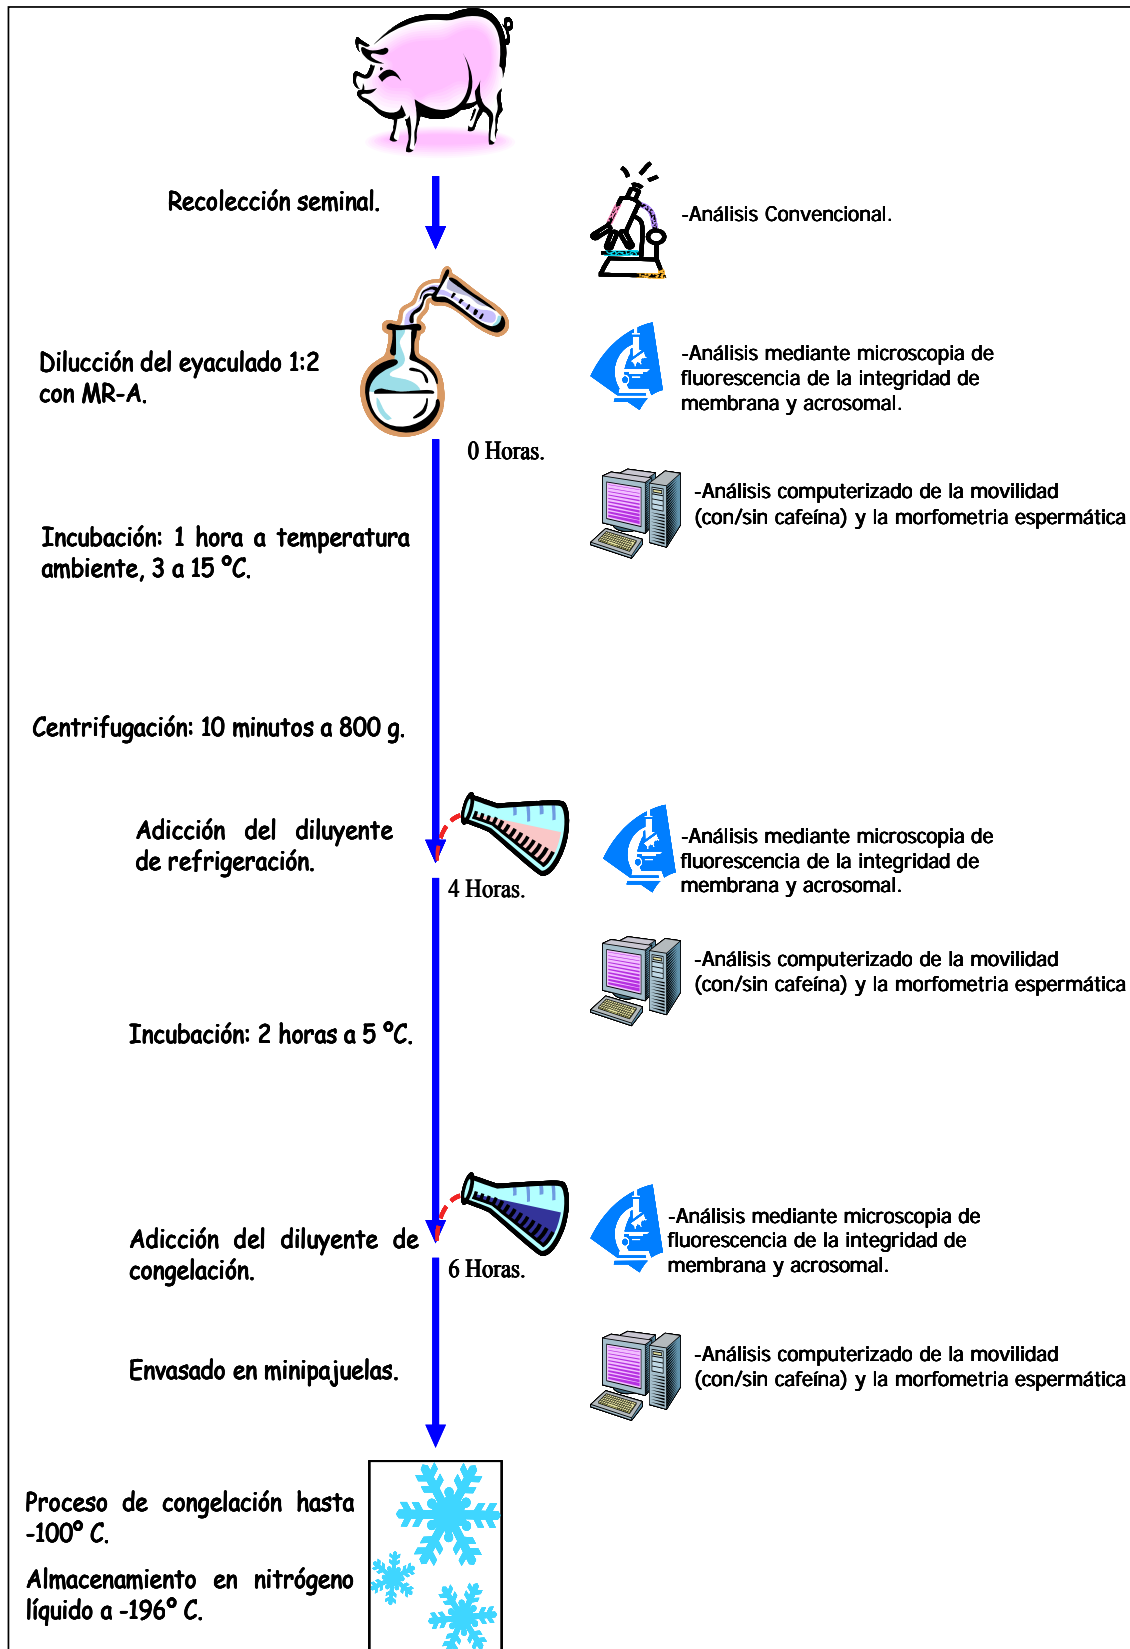 Recolección seminal.
-Análisis Convencional.
Dilucción del eyaculado 1:2
con MR-A.
-Análisis mediante microscopia de
fluorescencia de la integridad de
membrana y acrosomal.
0 Horas.
-Análisis computerizado de la movilidad
(con/sin cafeína) y la morfometria espermática
Incubación: 1 hora a temperatura
ambiente, 3 a 15 ºC.
Centrifugación: 10 minutos a 800 g.
Adicción del diluyente
de refrigeración.
4 Horas.
-Análisis mediante microscopia de
fluorescencia de la integridad de
membrana y acrosomal.
-Análisis computerizado de la movilidad
(con/sin cafeína) y la morfometria espermática
Incubación: 2 horas a 5 ºC.
Adicción del diluyente de
congelación.
6 Horas.
-Análisis mediante microscopia de
fluorescencia de la integridad de
membrana y acrosomal.
Envasado en minipajuelas.
-Análisis computerizado de la movilidad
(con/sin cafeína) y la morfometria espermática
Proceso de congelación hasta
-100º C.
Almacenamiento en nitrógeno
líquido a -196º C.